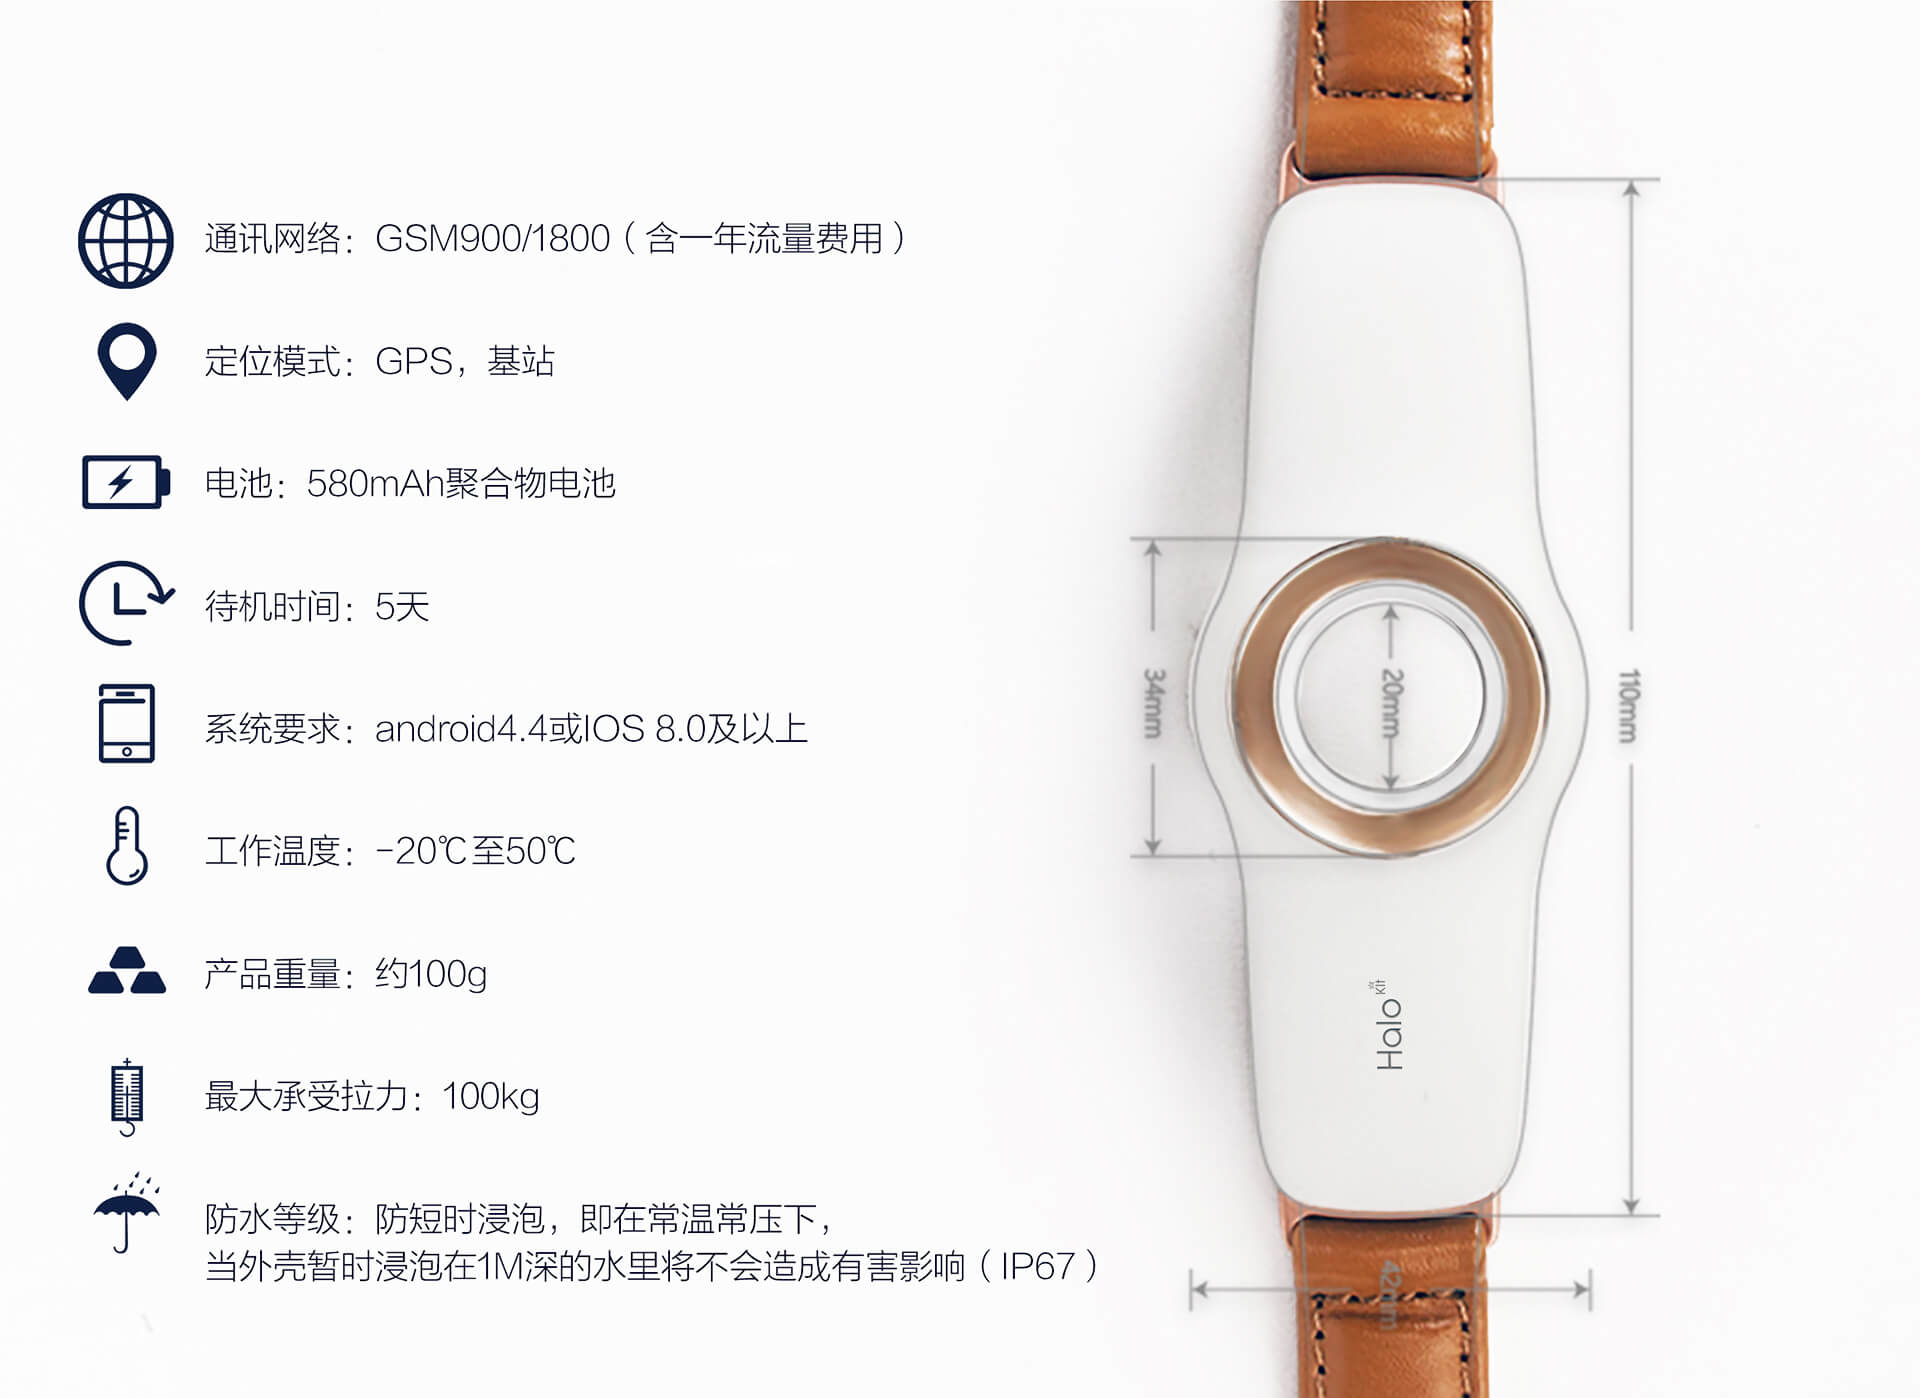 通讯网络：GSM900/1800（含一年流量费用）
定位模式：GPS，基站
电池：580mAh聚合物电池
待机时间：5天
系统要求：android4.4或IOS 8.0及以上
工作温度：-20℃至50℃
产品重量：约100g
最大承受拉力：100kg
防水等级：防短时浸泡，即在常温常压下，
当外壳暂时浸泡在1M深的水里将不会造成有害影响（IP67）
34mm
20mm
110mm
Halo Kit
42mm